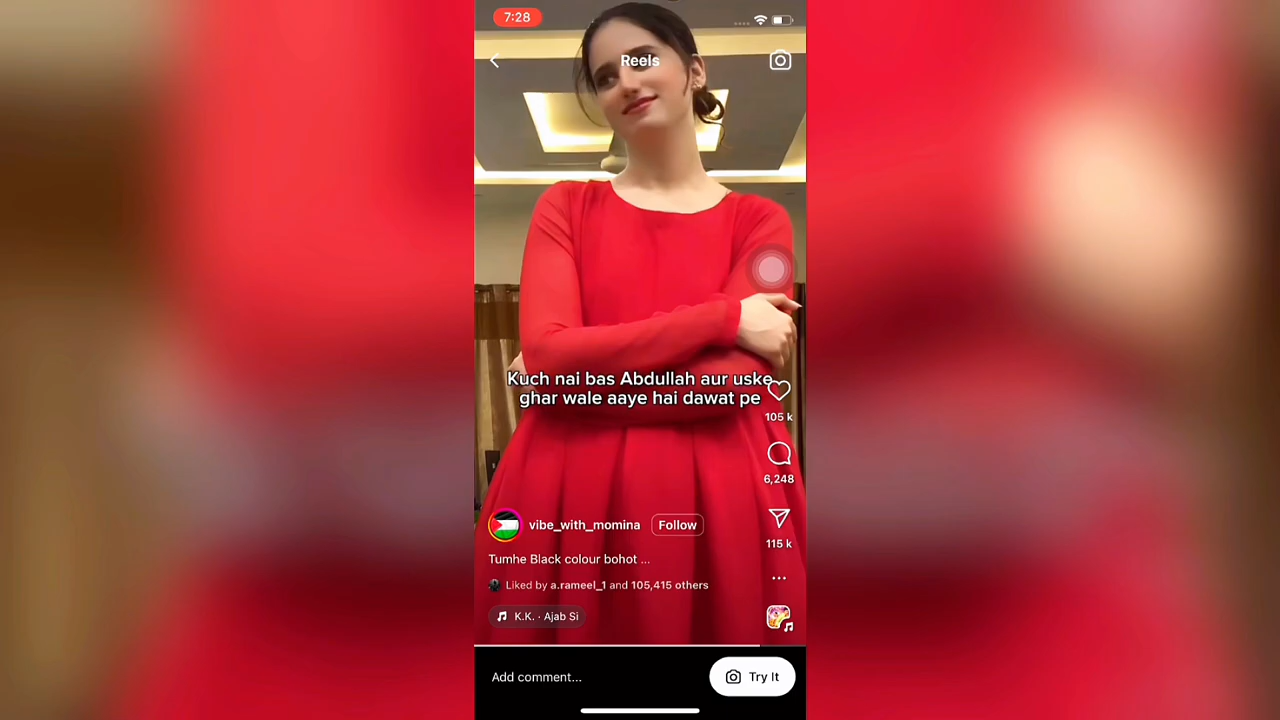 7:28
Reels
Kuch nai bas Abdullah aur uske
ghar wale aaye hai dawat pe
105 k
6,248
115 k
vibe_with_momina Follow
Tumhe Black colour bohot ...
Liked by a.rameel_1 and 105,415 others
K.K. · Ajab Si
Add comment...
Try It